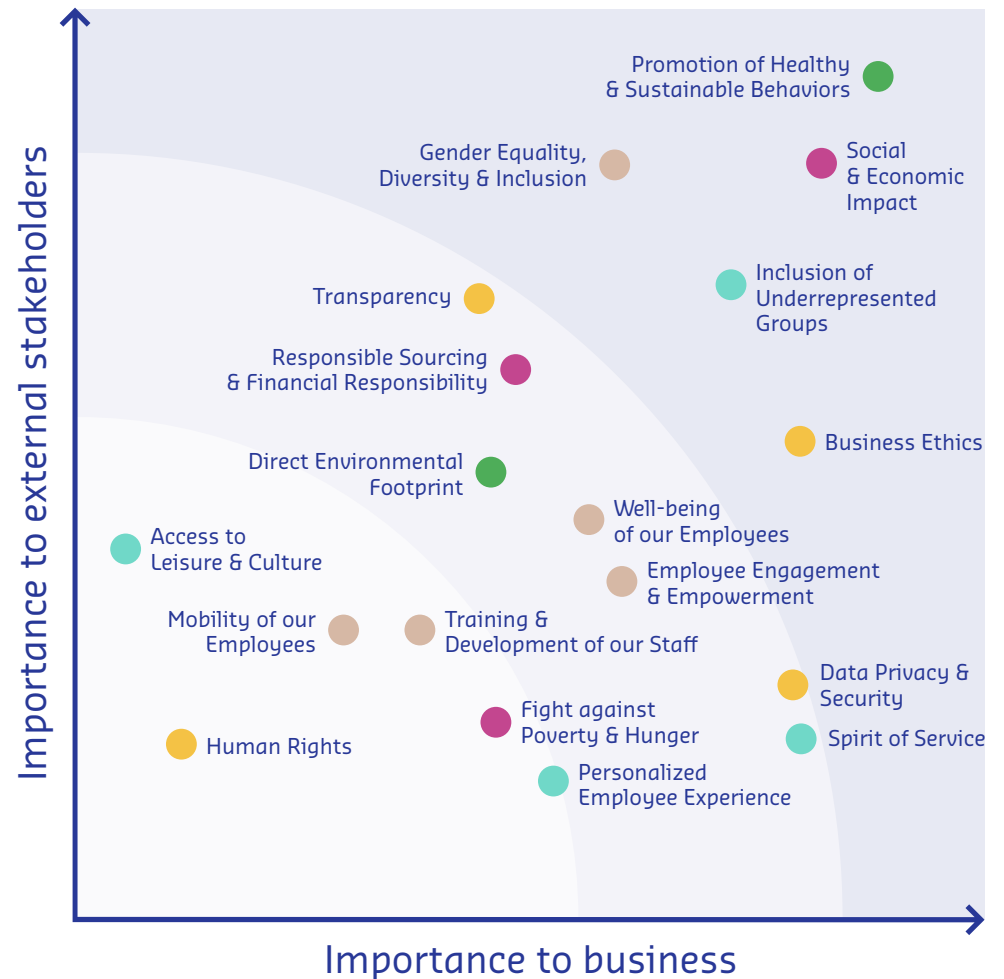 Importance to external stakeholders
Promotion of Healthy
& Sustainable Behaviors
Gender Equality,
Diversity & Inclusion
Social
& Economic
Impact
Inclusion of
Underrepresented
Groups
Transparency
Responsible Sourcing
& Financial Responsibility
Business Ethics
Direct Environmental
Footprint
Well-being
of our Employees
Access to
Leisure & Culture
Employee Engagement
& Empowerment
Mobility of our
Employees
Training &
Development of our Staff
Data Privacy &
Security
Fight against
Poverty & Hunger
Spirit of Service
Human Rights
Personalized
Employee Experience
Importance to business